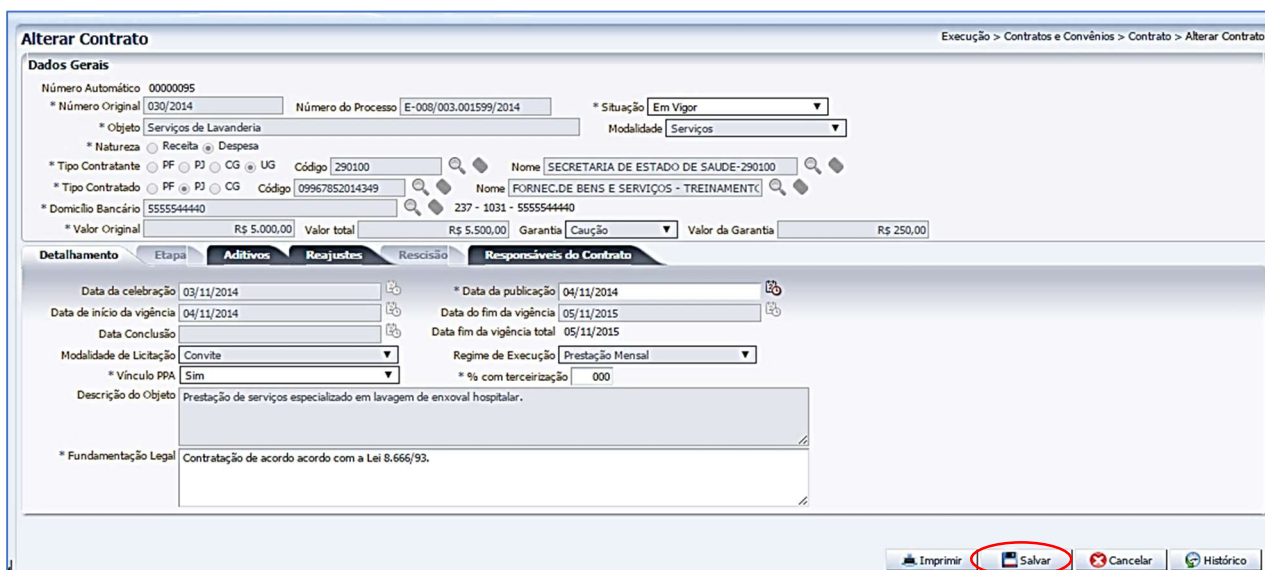 Alterar Contrato Execução > Contratos e Convênios > Contrato > Alterar Contrato
Dados Gerais
Número Automático 00000095
* Número Original 030/2014 Número do Processo E-008/003.001599/2014 * Situação Em Vigor
* Objeto Serviços de Lavanderia Modalidade Serviços
* Natureza Receita Despesa
* Tipo Contratante PF PJ CG UG Código 290100 Nome SECRETARIA DE ESTADO DE SAUDE-290100
* Tipo Contratado PF PJ CG Código 09967852014349 Nome FORNEC.DE BENS E SERVIÇOS - TREINAMENTO
* Domicílio Bancário 5555544440 237 - 1031 - 5555544440
* Valor Original R$ 5.000,00 Valor total R$ 5.500,00 Garantia Caução Valor da Garantia R$ 250,00
Detalhamento Etapa Aditivos Reajustes Rescisão Responsáveis do Contrato
Data da celebração 03/11/2014 * Data da publicação 04/11/2014
Data de início da vigência 04/11/2014 Data do fim da vigência 05/11/2015
Data Conclusão Data fim da vigência total 05/11/2015
Modalidade de Licitação Convite Regime de Execução Prestação Mensal
* Vínculo PPA Sim * % com terceirização 000
Descrição do Objeto Prestação de serviços especializado em lavagem de enxoval hospitalar.
* Fundamentação Legal Contratação de acordo acordo com a Lei 8.666/93.
Imprimir Salvar Cancelar Histórico